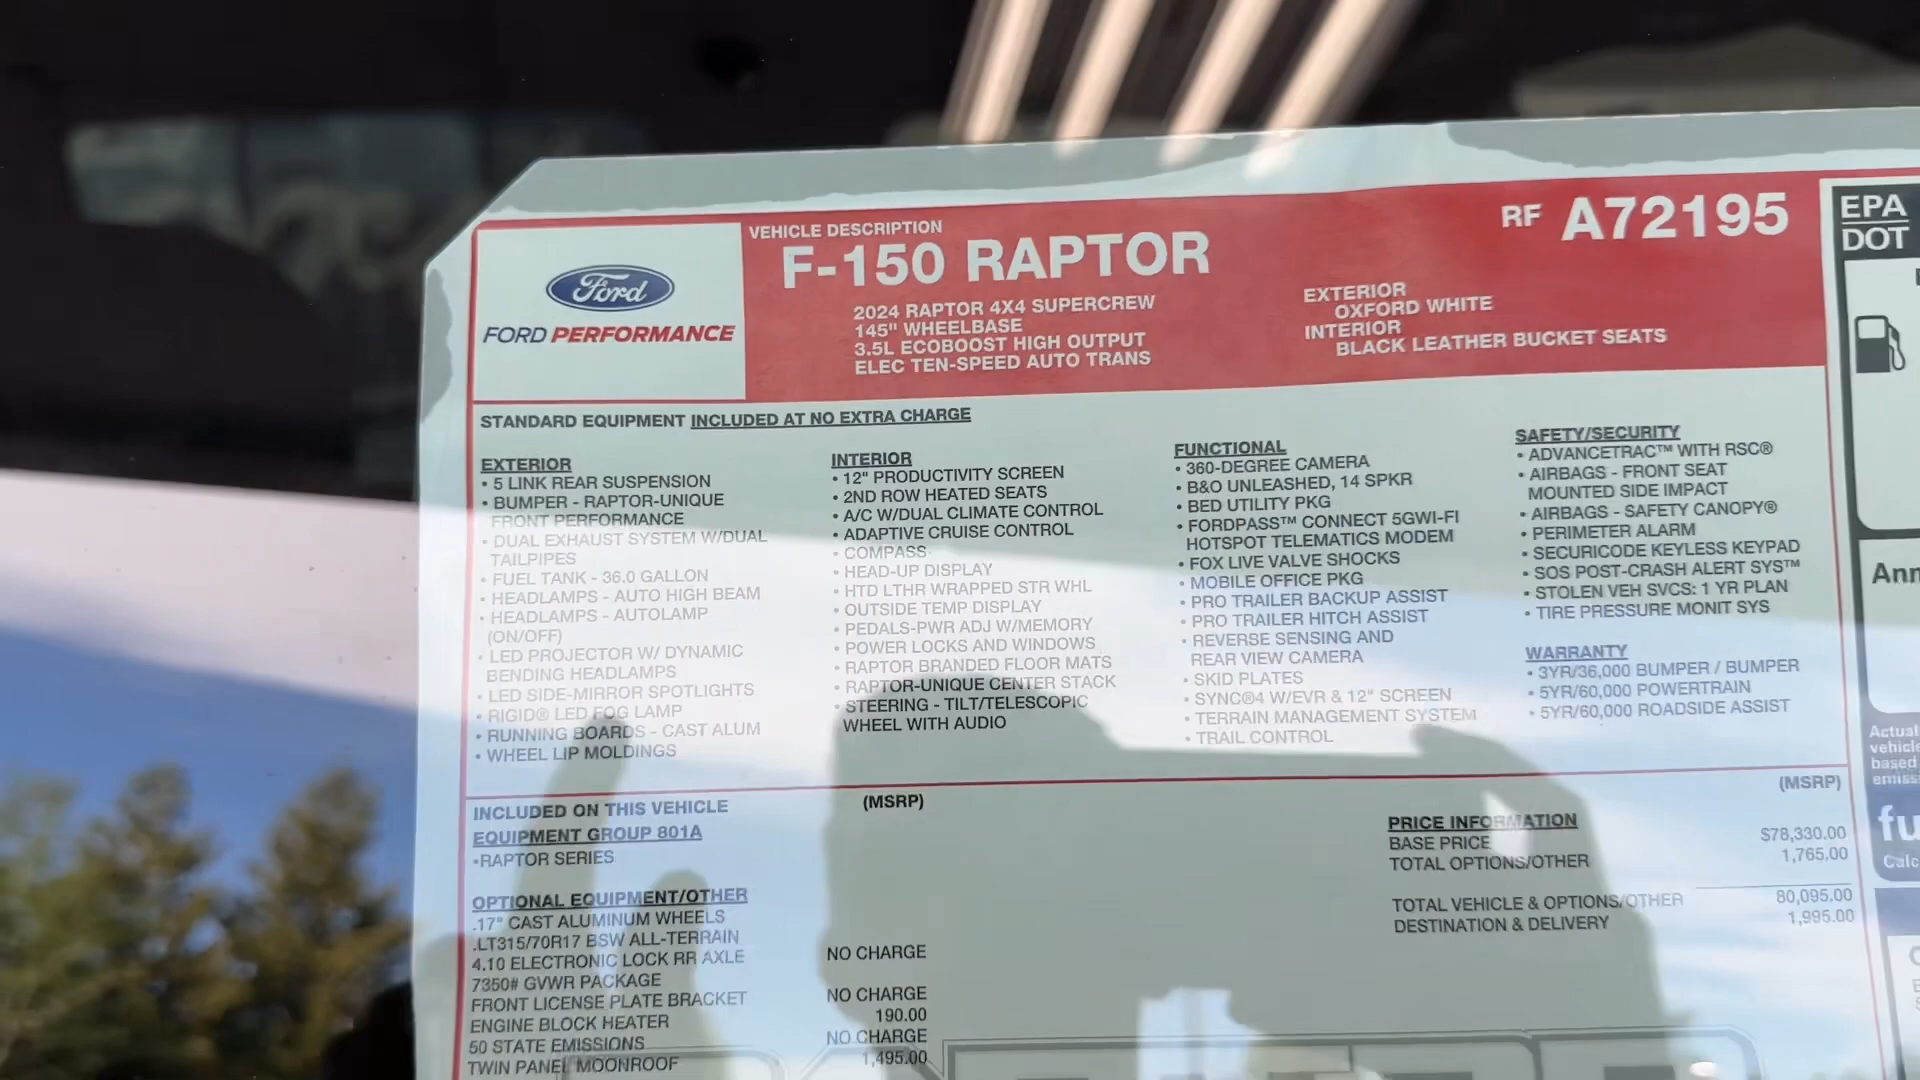 Ford
FORD PERFORMANCE
VEHICLE DESCRIPTION
F-150 RAPTOR
2024 RAPTOR 4X4 SUPERCREW
145" WHEELBASE
3.5L ECOBOOST HIGH OUTPUT
ELEC TEN-SPEED AUTO TRANS
RF A72195
EXTERIOR
OXFORD WHITE
INTERIOR
BLACK LEATHER BUCKET SEATS
STANDARD EQUIPMENT INCLUDED AT NO EXTRA CHARGE
EXTERIOR
• 5 LINK REAR SUSPENSION
• BUMPER - RAPTOR-UNIQUE
FRONT PERFORMANCE
• DUAL EXHAUST SYSTEM W/DUAL
TAILPIPES
• FUEL TANK - 36.0 GALLON
• HEADLAMPS - AUTO HIGH BEAM
• HEADLAMPS - AUTOLAMP
(ON/OFF)
• LED PROJECTOR W/ DYNAMIC
BENDING HEADLAMPS
• LED SIDE-MIRROR SPOTLIGHTS
• RIGID® LED FOG LAMP
• RUNNING BOARDS - CAST ALUM
• WHEEL LIP MOLDINGS
INTERIOR
• 12" PRODUCTIVITY SCREEN
• 2ND ROW HEATED SEATS
• A/C W/DUAL CLIMATE CONTROL
• ADAPTIVE CRUISE CONTROL
• COMPASS
• HEAD-UP DISPLAY
• HTD LTHR WRAPPED STR WHL
• OUTSIDE TEMP DISPLAY
• PEDALS-PWR ADJ W/MEMORY
• POWER LOCKS AND WINDOWS
• RAPTOR BRANDED FLOOR MATS
• RAPTOR-UNIQUE CENTER STACK
• STEERING - TILT/TELESCOPIC
WHEEL WITH AUDIO
FUNCTIONAL
• 360-DEGREE CAMERA
• B&O UNLEASHED, 14 SPKR
• BED UTILITY PKG
• FORDPASS™ CONNECT 5GWI-FI
HOTSPOT TELEMATICS MODEM
• FOX LIVE VALVE SHOCKS
• MOBILE OFFICE PKG
• PRO TRAILER BACKUP ASSIST
• PRO TRAILER HITCH ASSIST
• REVERSE SENSING AND
REAR VIEW CAMERA
• SKID PLATES
• SYNC®4 W/EVR & 12" SCREEN
• TERRAIN MANAGEMENT SYSTEM
• TRAIL CONTROL
SAFETY/SECURITY
• ADVANCETRAC™ WITH RSC®
• AIRBAGS - FRONT SEAT
MOUNTED SIDE IMPACT
• AIRBAGS - SAFETY CANOPY®
• PERIMETER ALARM
• SECURICODE KEYLESS KEYPAD
• SOS POST-CRASH ALERT SYS™
• STOLEN VEH SVCS: 1 YR PLAN
• TIRE PRESSURE MONIT SYS
WARRANTY
• 3YR/36,000 BUMPER / BUMPER
• 5YR/60,000 POWERTRAIN
• 5YR/60,000 ROADSIDE ASSIST
INCLUDED ON THIS VEHICLE
(MSRP)
EQUIPMENT GROUP 801A
•RAPTOR SERIES
OPTIONAL EQUIPMENT/OTHER
.17" CAST ALUMINUM WHEELS
.LT315/70R17 BSW ALL-TERRAIN
4.10 ELECTRONIC LOCK RR AXLE NO CHARGE
7350# GVWR PACKAGE
FRONT LICENSE PLATE BRACKET NO CHARGE
ENGINE BLOCK HEATER 190.00
50 STATE EMISSIONS NO CHARGE
TWIN PANEL MOONROOF 1,495.00
PRICE INFORMATION
(MSRP)
BASE PRICE $78,330.00
TOTAL OPTIONS/OTHER 1,765.00
TOTAL VEHICLE & OPTIONS/OTHER 80,095.00
DESTINATION & DELIVERY 1,995.00
EPA
DOT
Actual
based